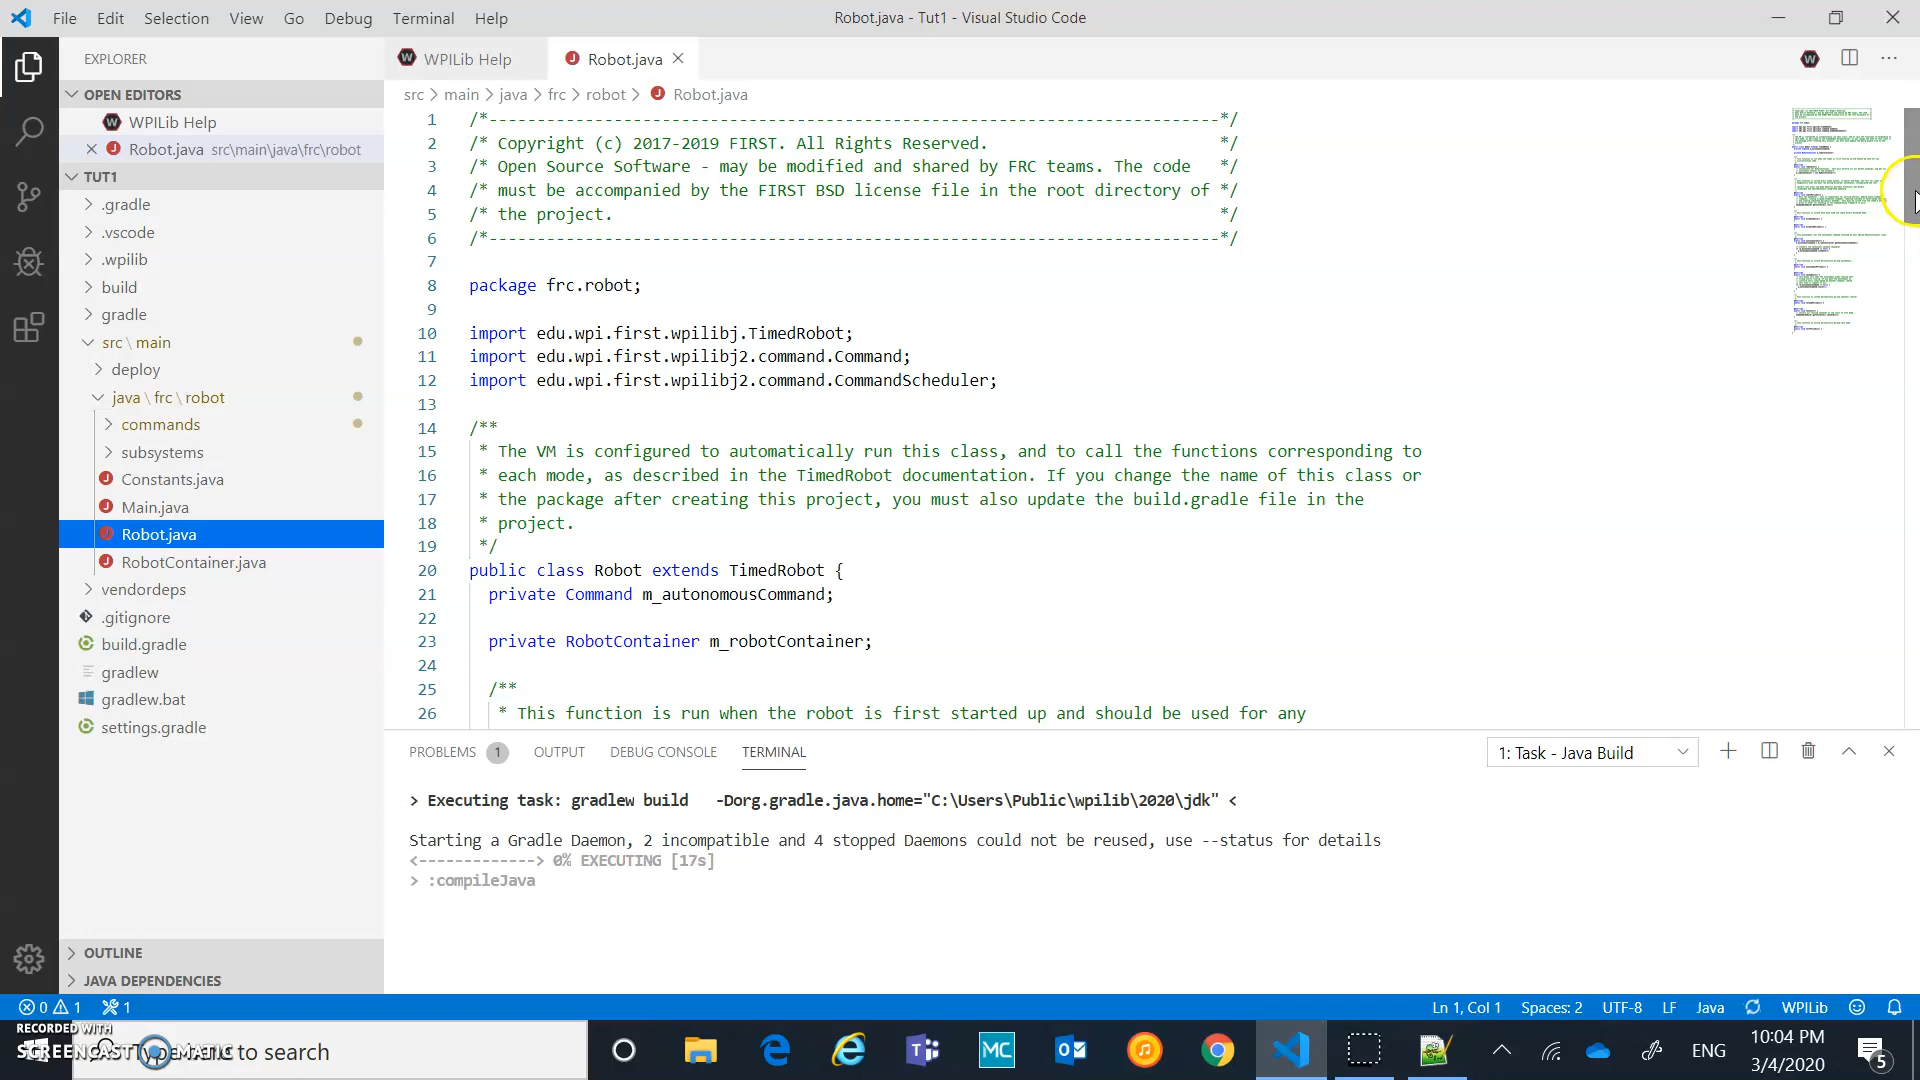 File Edit Selection View Go Debug Terminal Help
Robot.java - Tut1 - Visual Studio Code
EXPLORER
OPEN EDITORS
WPILib Help
Robot.java src\main\java\frc\robot
TUT1
.gradle
.vscode
.wpilib
build
gradle
src \ main
deploy
java \ frc \ robot
commands
subsystems
Constants.java
Main.java
Robot.java
RobotContainer.java
vendordeps
.gitignore
build.gradle
gradlew
gradlew.bat
settings.gradle
OUTLINE
JAVA DEPENDENCIES
WPILib Help
Robot.java
src > main > java > frc > robot > Robot.java
1 /*----------------------------------------------------------------------------*/
2 /* Copyright (c) 2017-2019 FIRST. All Rights Reserved. */
3 /* Open Source Software - may be modified and shared by FRC teams. The code */
4 /* must be accompanied by the FIRST BSD license file in the root directory of */
5 /* the project. */
6 /*----------------------------------------------------------------------------*/
7
8 package frc.robot;
9
10 import edu.wpi.first.wpilibj.TimedRobot;
11 import edu.wpi.first.wpilibj2.command.Command;
12 import edu.wpi.first.wpilibj2.command.CommandScheduler;
13
14 /**
15 * The VM is configured to automatically run this class, and to call the functions corresponding to
16 * each mode, as described in the TimedRobot documentation. If you change the name of this class or
17 * the package after creating this project, you must also update the build.gradle file in the
18 * project.
19 */
20 public class Robot extends TimedRobot {
21 private Command m_autonomousCommand;
22
23 private RobotContainer m_robotContainer;
24
25 /**
26 * This function is run when the robot is first started up and should be used for any
PROBLEMS 1 OUTPUT DEBUG CONSOLE TERMINAL
1: Task - Java Build
> Executing task: gradlew build -Dorg.gradle.java.home="C:\Users\Public\wpilib\2020\jdk" <
Starting a Gradle Daemon, 2 incompatible and 4 stopped Daemons could not be reused, use --status for details
<-------------> 0% EXECUTING [17s]
> :compileJava
0 1 1
Ln 1, Col 1 Spaces: 2 UTF-8 LF Java WPILib
RECORDED WITH
SCREENCAST MATIC
to search
MC
ENG
10:04 PM
3/4/2020
5